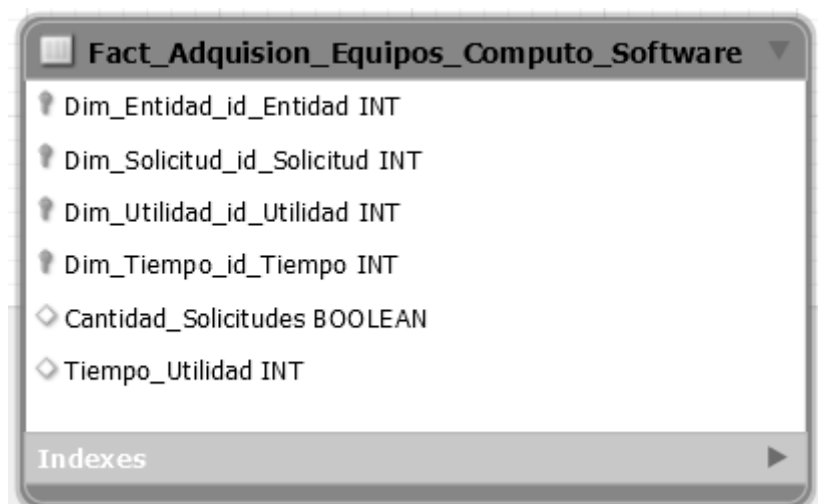 Fact_Adquision_Equipos_Computo_Software
Dim_Entidad_id_Entidad INT
Dim_Solicitud_id_Solicitud INT
Dim_Utilidad_id_Utilidad INT
Dim_Tiempo_id_Tiempo INT
Cantidad_Solicitudes BOOLEAN
Tiempo_Utilidad INT
Indexes